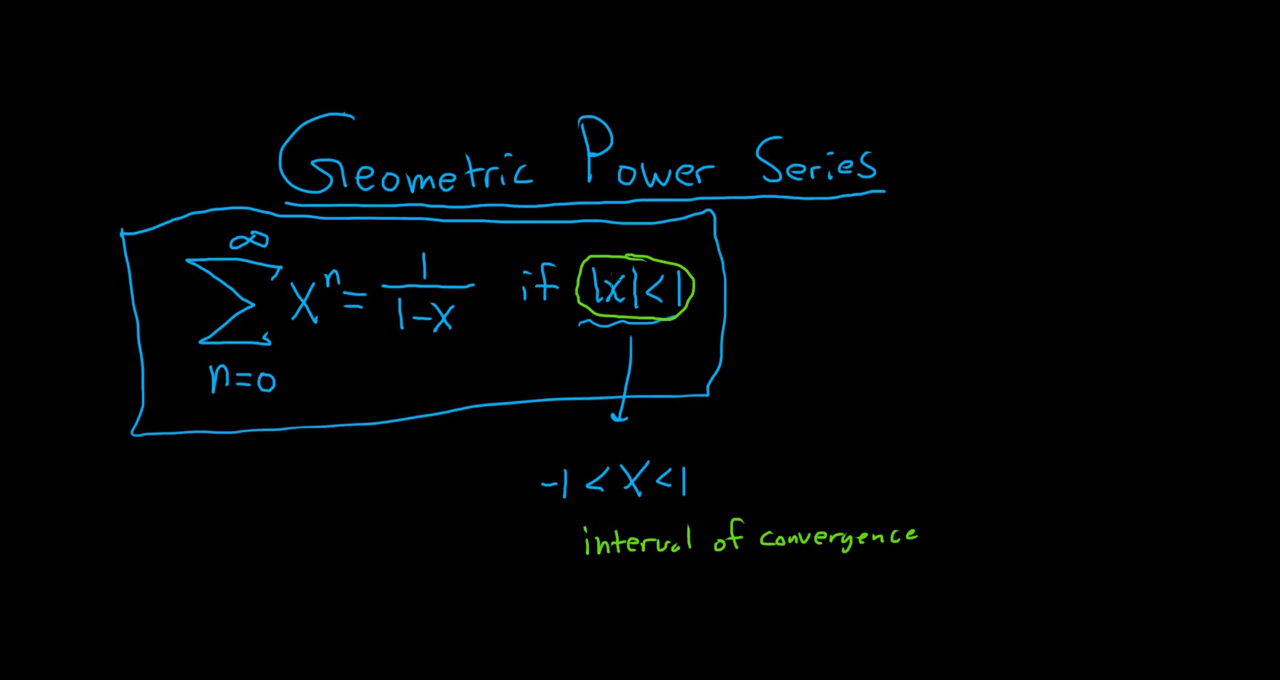 Geometric Power Series
∞
∑ xⁿ = 1/(1-x) if |x|<1
n=0
-1 < x < 1
interval of convergence